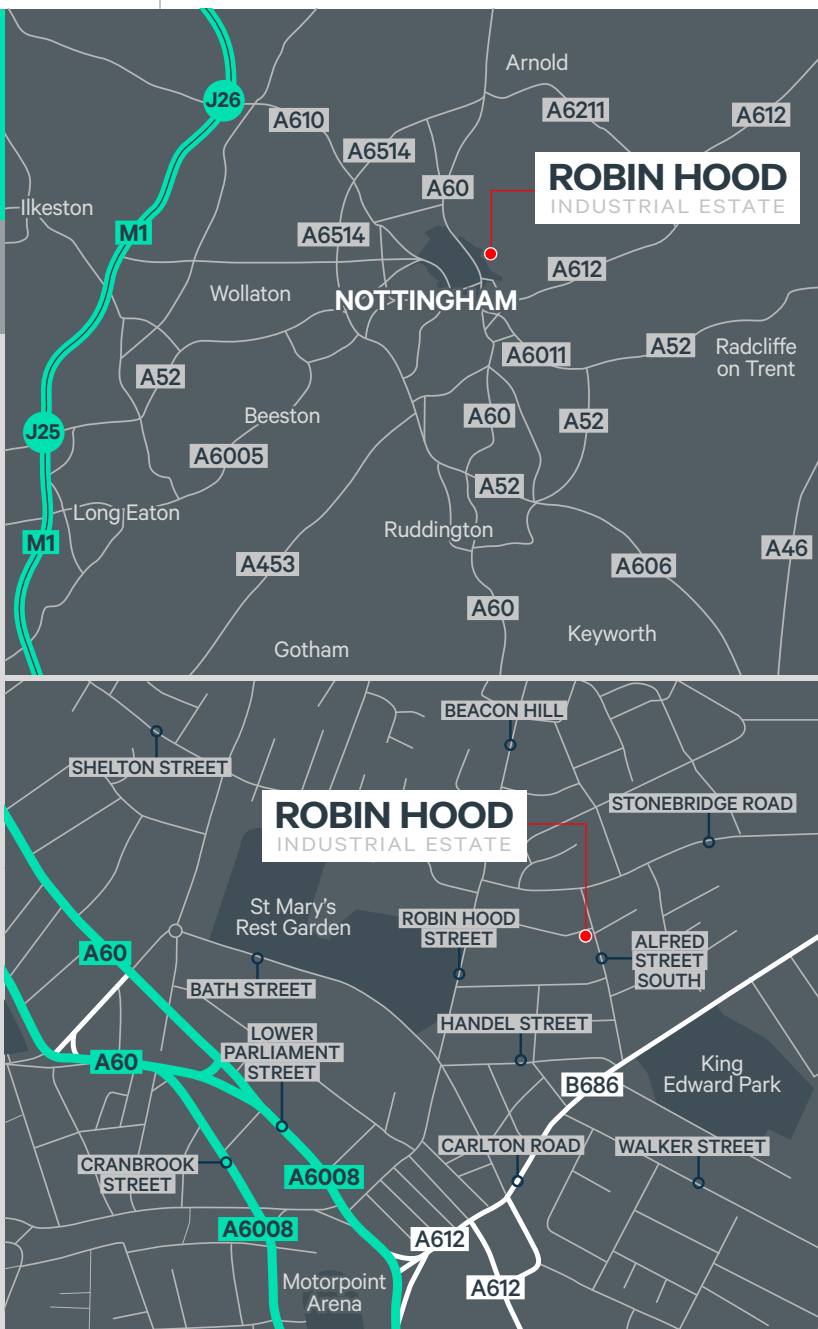 Arnold
J26
A6211
A612
A610
A6514
A60
ROBIN HOOD
INDUSTRIAL ESTATE
Ilkeston
M1
A6514
A612
Wollaton
NOTTINGHAM
A6011
A52
Radcliffe
on Trent
A52
Beeston
A60
A52
J25
A6005
A52
Long Eaton
Ruddington
M1
A453
A606
A46
A60
Gotham
Keyworth
BEACON HILL
SHELTON STREET
STONEBRIDGE ROAD
ROBIN HOOD
INDUSTRIAL ESTATE
St Mary's
Rest Garden
ROBIN HOOD
STREET
A60
ALFRED
STREET
SOUTH
BATH STREET
HANDEL STREET
LOWER
PARLIAMENT
STREET
A60
King
Edward Park
B686
CARLTON ROAD
WALKER STREET
CRANBROOK
STREET
A6008
A6008
A612
Motorpoint
Arena
A612